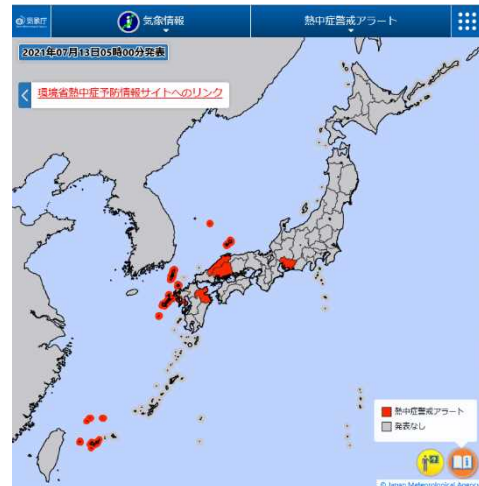 気象庁
気象情報
熱中症警戒アラート
2021年07月13日05時00分発表
環境省熱中症予防情報サイトへのリンク
熱中症警戒アラート
発表なし
© Japan Meteorological Agency